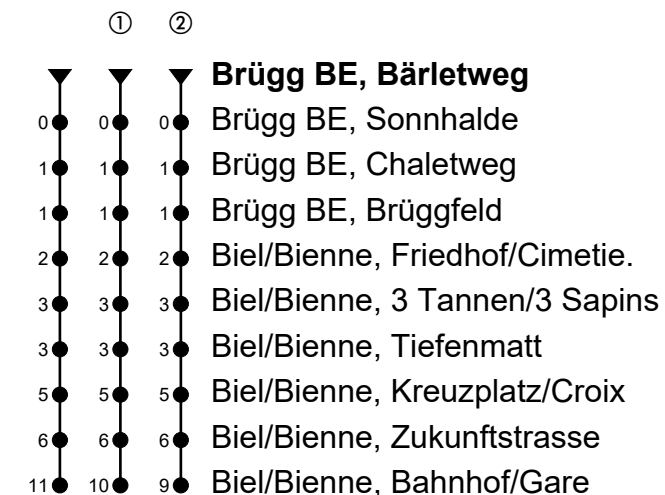 ① ②
Brügg BE, Bärletweg
0 0 0 Brügg BE, Sonnhalde
1 1 1 Brügg BE, Chaletweg
1 1 1 Brügg BE, Brüggfeld
2 2 2 Biel/Bienne, Friedhof/Cimetie.
3 3 3 Biel/Bienne, 3 Tannen/3 Sapins
3 3 3 Biel/Bienne, Tiefenmatt
5 5 5 Biel/Bienne, Kreuzplatz/Croix
6 6 6 Biel/Bienne, Zukunftstrasse
11 10 9 Biel/Bienne, Bahnhof/Gare